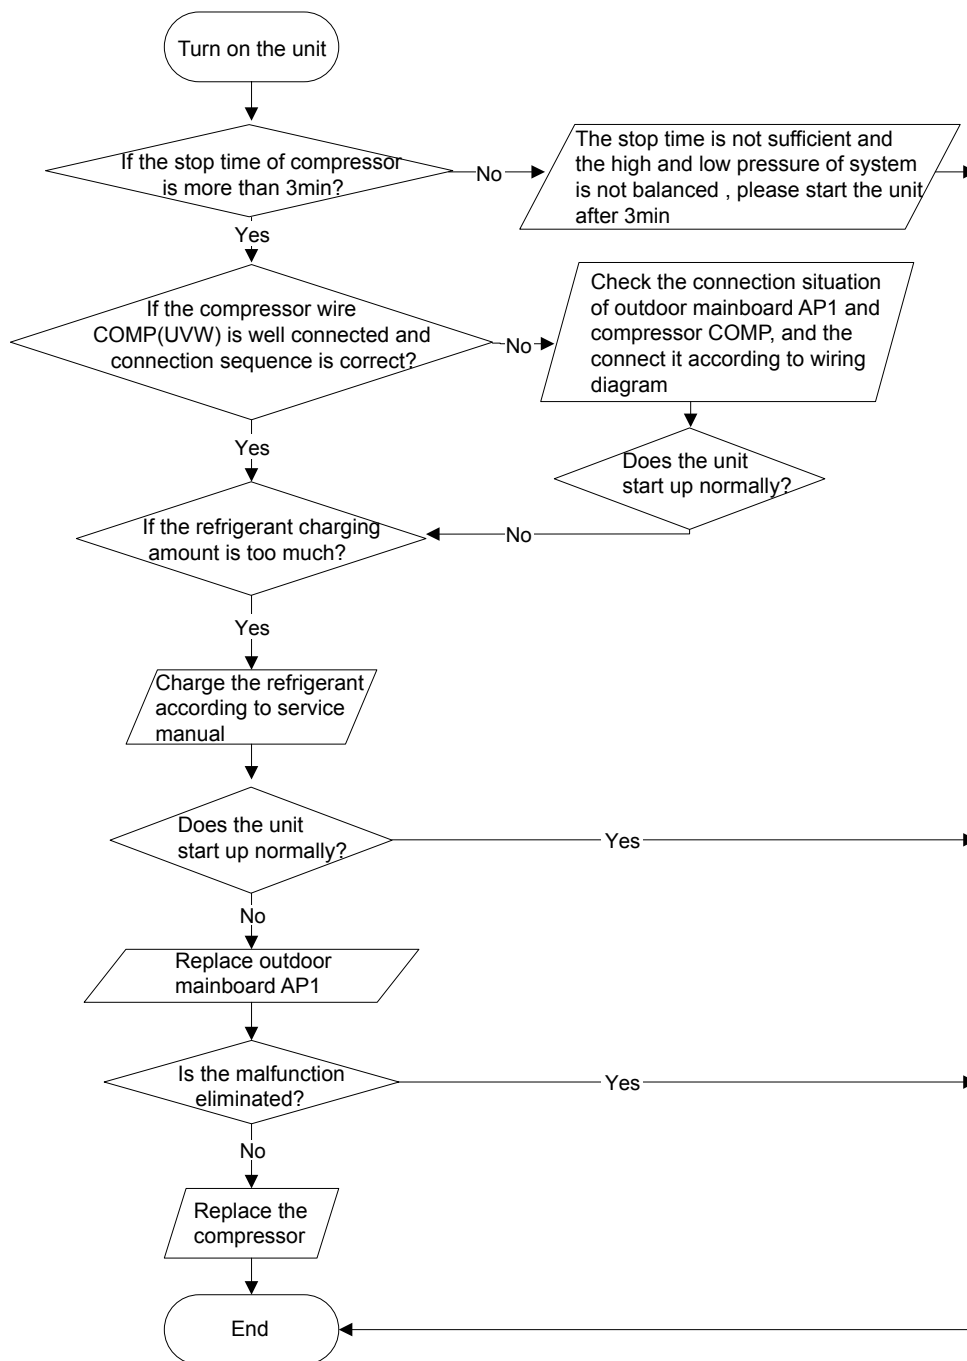 Turn on the unit
If the stop time of compressor
is more than 3min?
No
The stop time is not sufficient and
the high and low pressure of system
is not balanced , please start the unit
after 3min
Yes
If the compressor wire
COMP(UVW) is well connected and
connection sequence is correct?
No
Check the connection situation
of outdoor mainboard AP1 and
compressor COMP, and the
connect it according to wiring
diagram
Yes
Does the unit
start up normally?
If the refrigerant charging
amount is too much?
No
Yes
Charge the refrigerant
according to service
manual
Does the unit
start up normally?
Yes
No
Replace outdoor
mainboard AP1
Is the malfunction
eliminated?
Yes
No
Replace the
compressor
End